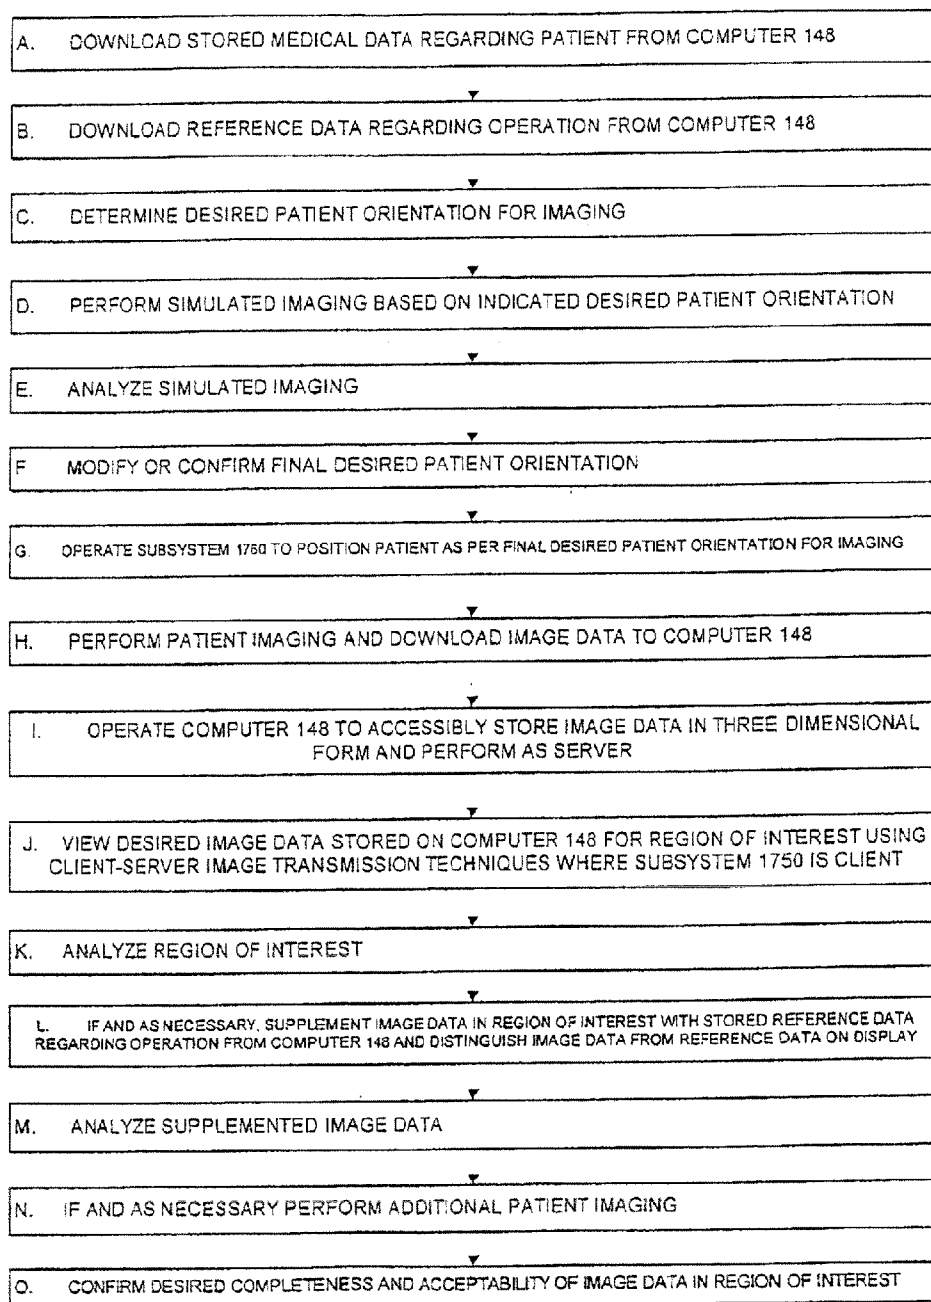 A. DOWNLOAD STORED MEDICAL DATA REGARDING PATIENT FROM COMPUTER 148
B. DOWNLOAD REFERENCE DATA REGARDING OPERATION FROM COMPUTER 148
C. DETERMINE DESIRED PATIENT ORIENTATION FOR IMAGING
D. PERFORM SIMULATED IMAGING BASED ON INDICATED DESIRED PATIENT ORIENTATION
E. ANALYZE SIMULATED IMAGING
F MODIFY OR CONFIRM FINAL DESIRED PATIENT ORIENTATION
G. OPERATE SUBSYSTEM 1750 TO POSITION PATIENT AS PER FINAL DESIRED PATIENT ORIENTATION FOR IMAGING
H. PERFORM PATIENT IMAGING AND DOWNLOAD IMAGE DATA TO COMPUTER 148
I. OPERATE COMPUTER 148 TO ACCESSIBLY STORE IMAGE DATA IN THREE DIMENSIONAL
FORM AND PERFORM AS SERVER
J. VIEW DESIRED IMAGE DATA STORED ON COMPUTER 148 FOR REGION OF INTEREST USING
CLIENT-SERVER IMAGE TRANSMISSION TECHNIQUES WHERE SUBSYSTEM 1750 IS CLIENT
K. ANALYZE REGION OF INTEREST
L. IF AND AS NECESSARY, SUPPLEMENT IMAGE DATA IN REGION OF INTEREST WITH STORED REFERENCE DATA
REGARDING OPERATION FROM COMPUTER 148 AND DISTINGUISH IMAGE DATA FROM REFERENCE DATA ON DISPLAY
M. ANALYZE SUPPLEMENTED IMAGE DATA
N. IF AND AS NECESSARY PERFORM ADDITIONAL PATIENT IMAGING
O. CONFIRM DESIRED COMPLETENESS AND ACCEPTABILITY OF IMAGE DATA IN REGION OF INTEREST